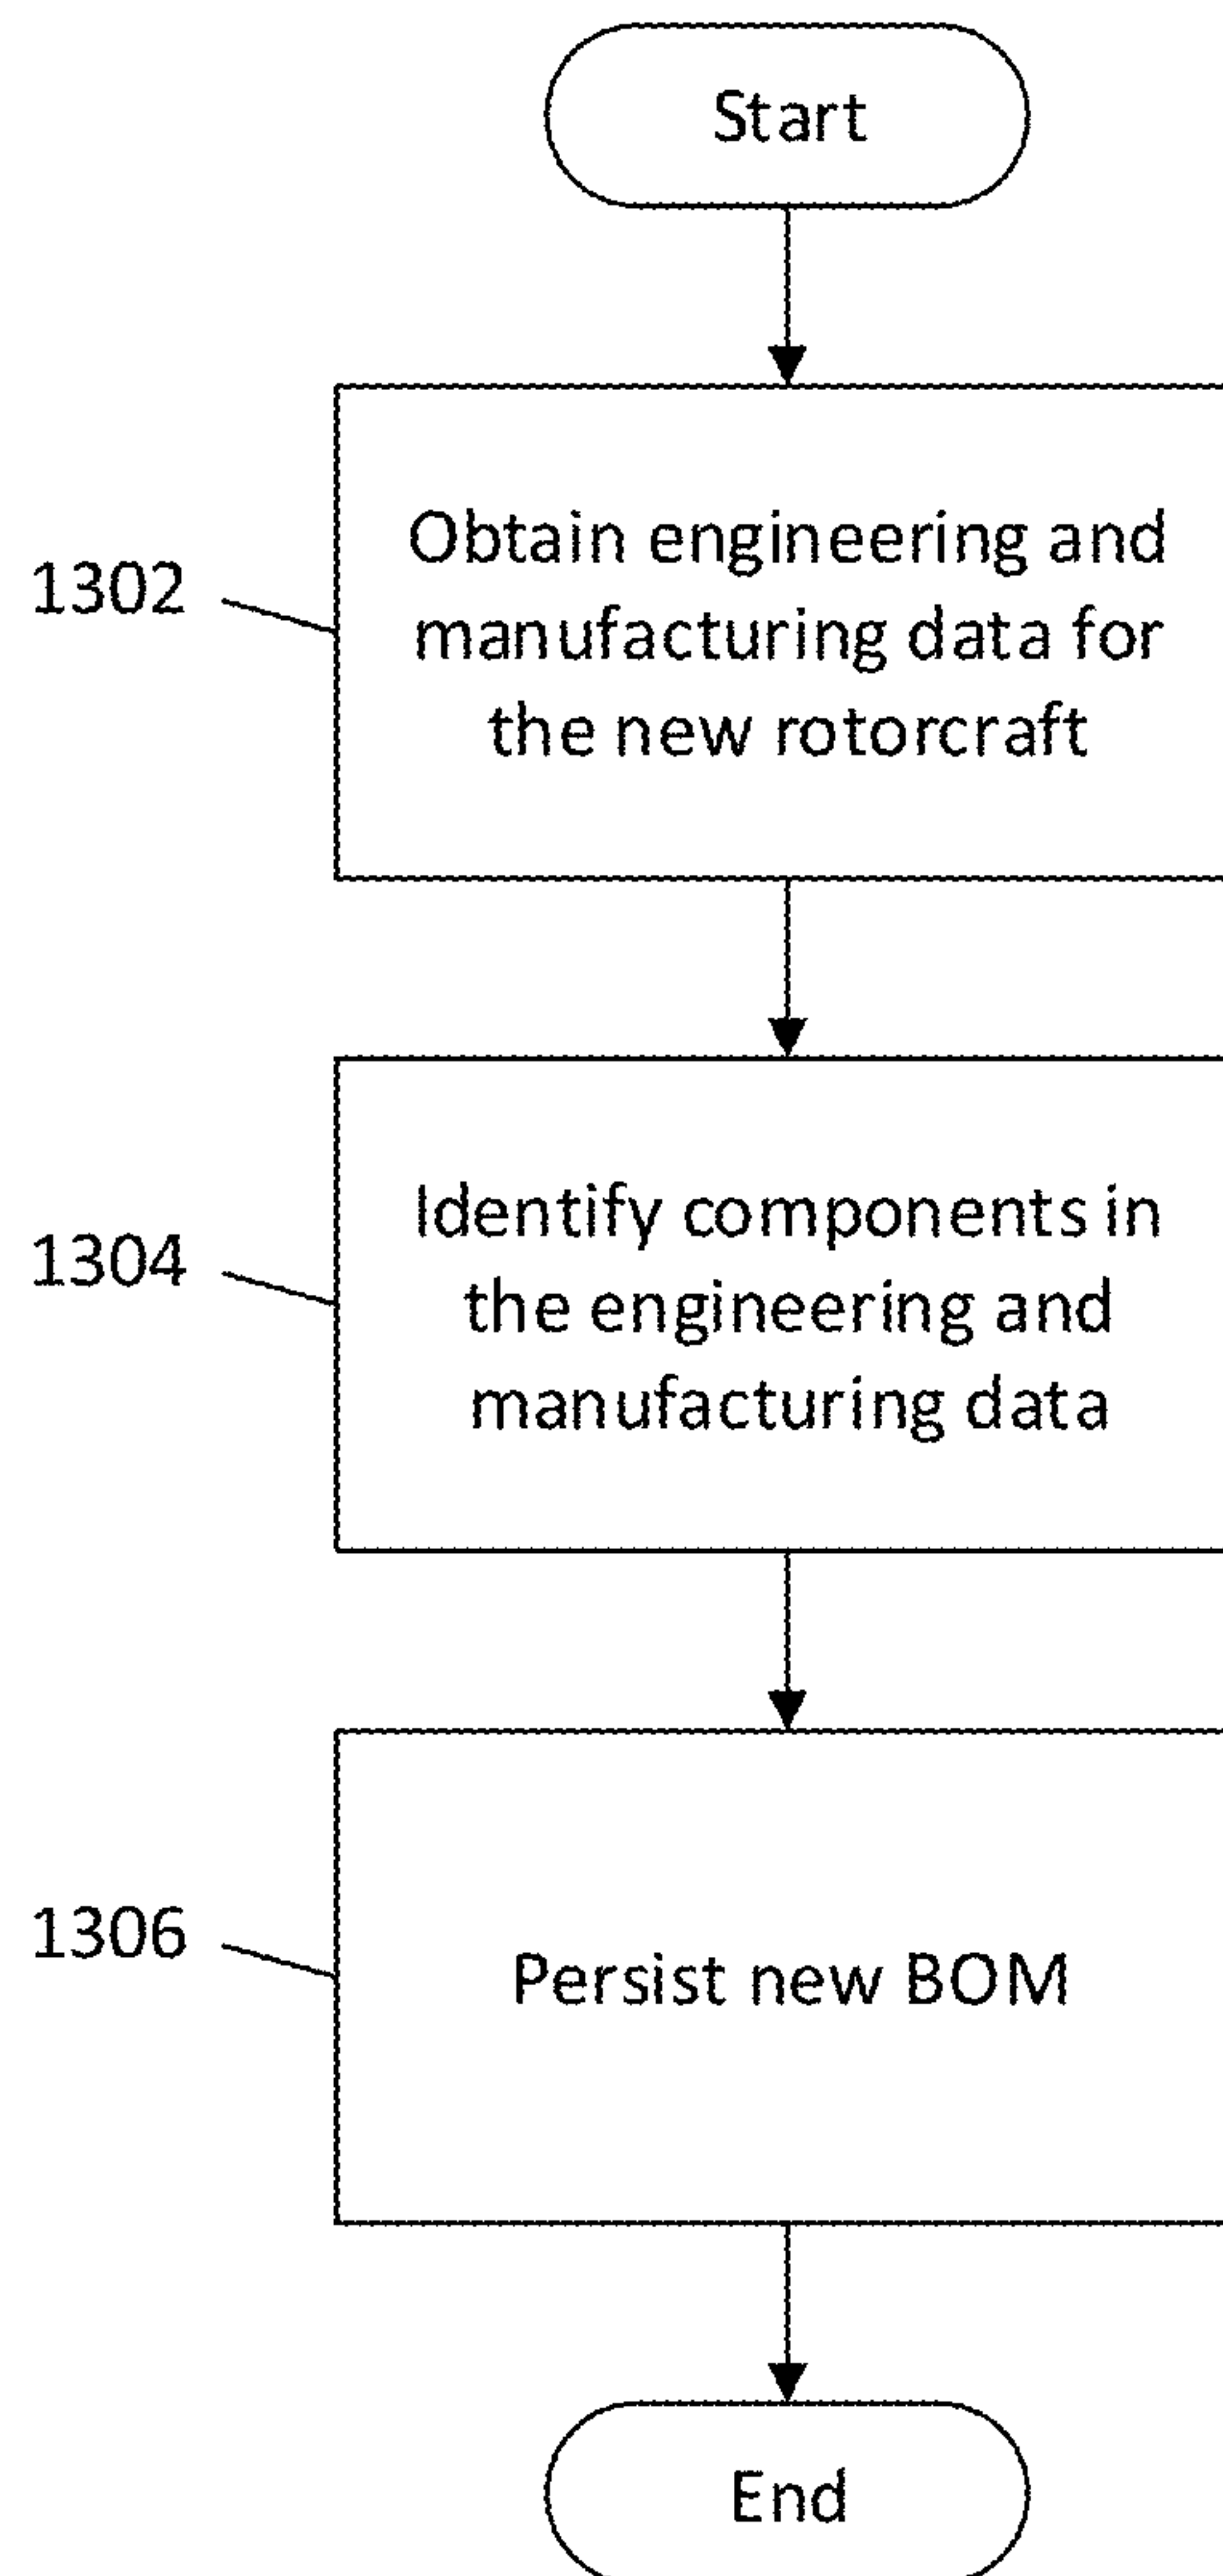 Start
1302
Obtain engineering and
manufacturing data for
the new rotorcraft
1304
Identify components in
the engineering and
manufacturing data
1306
Persist new BOM
End